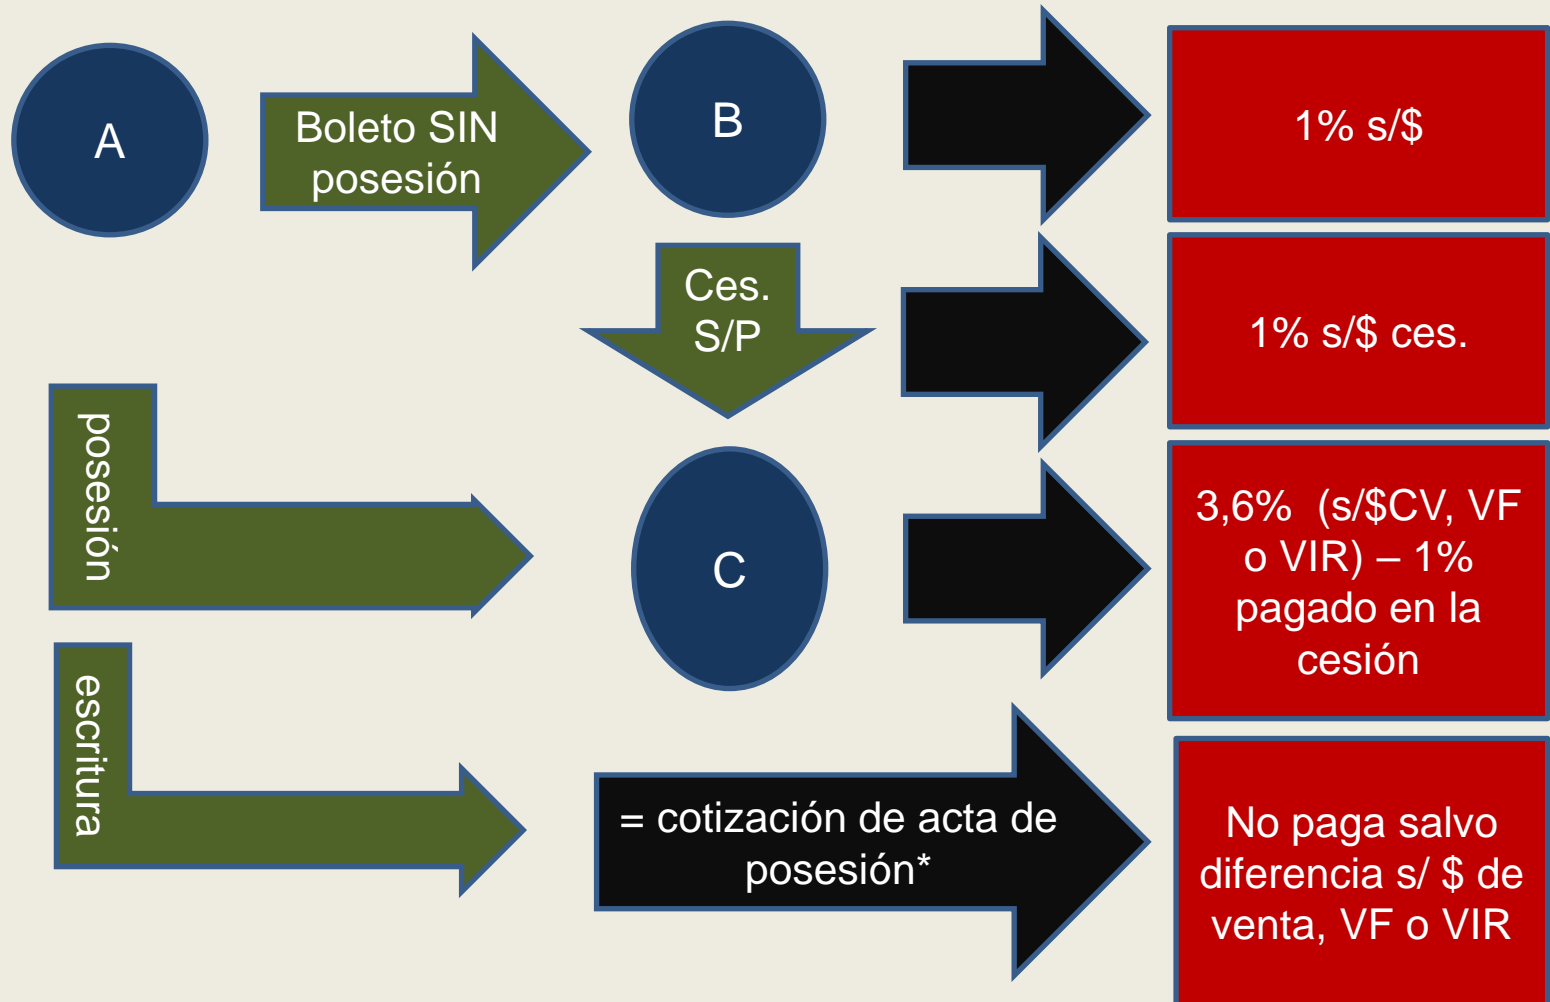 A
Boleto SIN
posesión
B
1% s/$
Ces.
S/P
1% s/$ ces.
posesión
C
3,6%  (s/$CV, VF
o VIR) – 1%
pagado en la
cesión
escritura
= cotización de acta de
posesión*
No paga salvo
diferencia s/ $ de
venta, VF o VIR